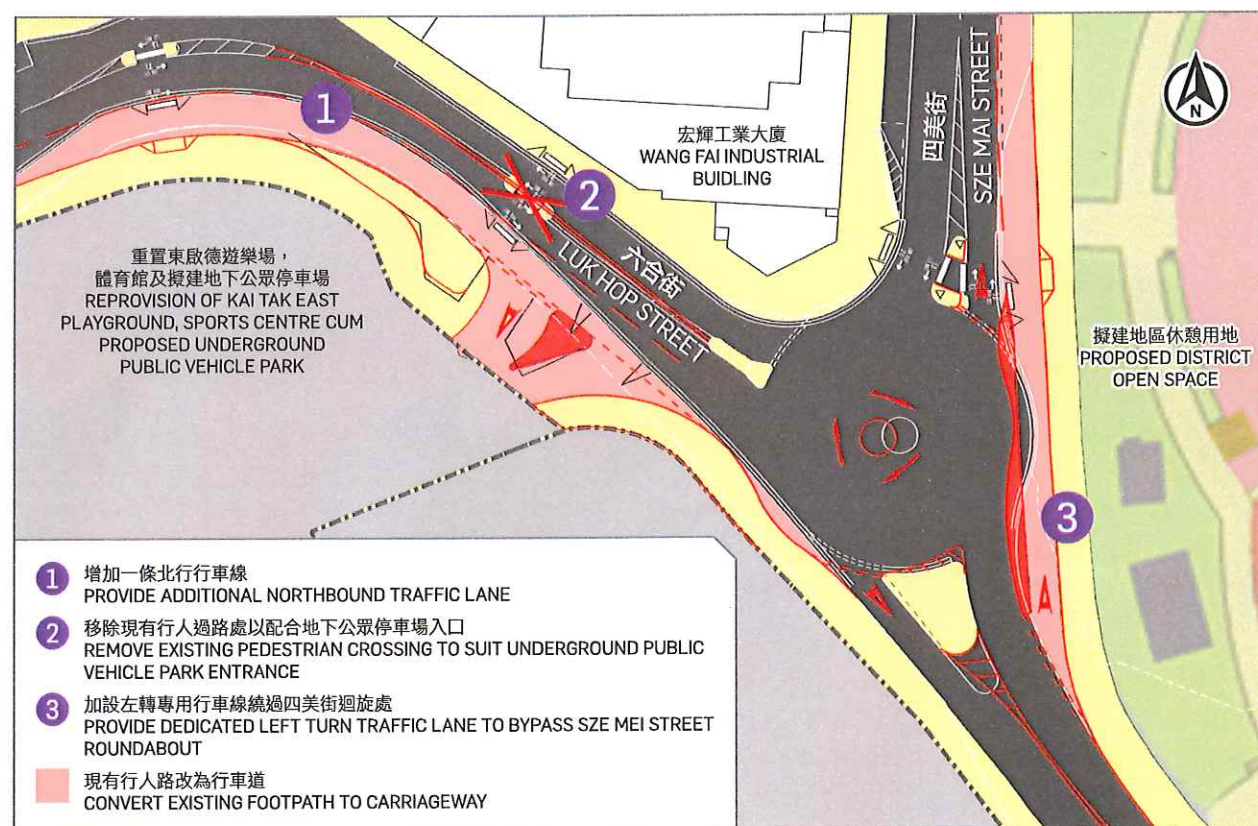 1
2
宏輝工業大廈
WANG FAI INDUSTRIAL
BUIDLING
四美街
SZE MAI STREET
N
六合街
LUK HOP STREET
重置東啟德遊樂場，
體育館及擬建地下公眾停車場
REPROVISION OF KAI TAK EAST
PLAYGROUND, SPORTS CENTRE CUM
PROPOSED UNDERGROUND
PUBLIC VEHICLE PARK
擬建地區休憩用地
PROPOSED DISTRICT
OPEN SPACE
3
1 增加一條北行行車線
PROVIDE ADDITIONAL NORTHBOUND TRAFFIC LANE
2 移除現有行人過路處以配合地下公眾停車場入口
REMOVE EXISTING PEDESTRIAN CROSSING TO SUIT UNDERGROUND PUBLIC
VEHICLE PARK ENTRANCE
3 加設左轉專用行車線繞過四美街迴旋處
PROVIDE DEDICATED LEFT TURN TRAFFIC LANE TO BYPASS SZE MEI STREET
ROUNDABOUT
現有行人路改為行車道
CONVERT EXISTING FOOTPATH TO CARRIAGEWAY